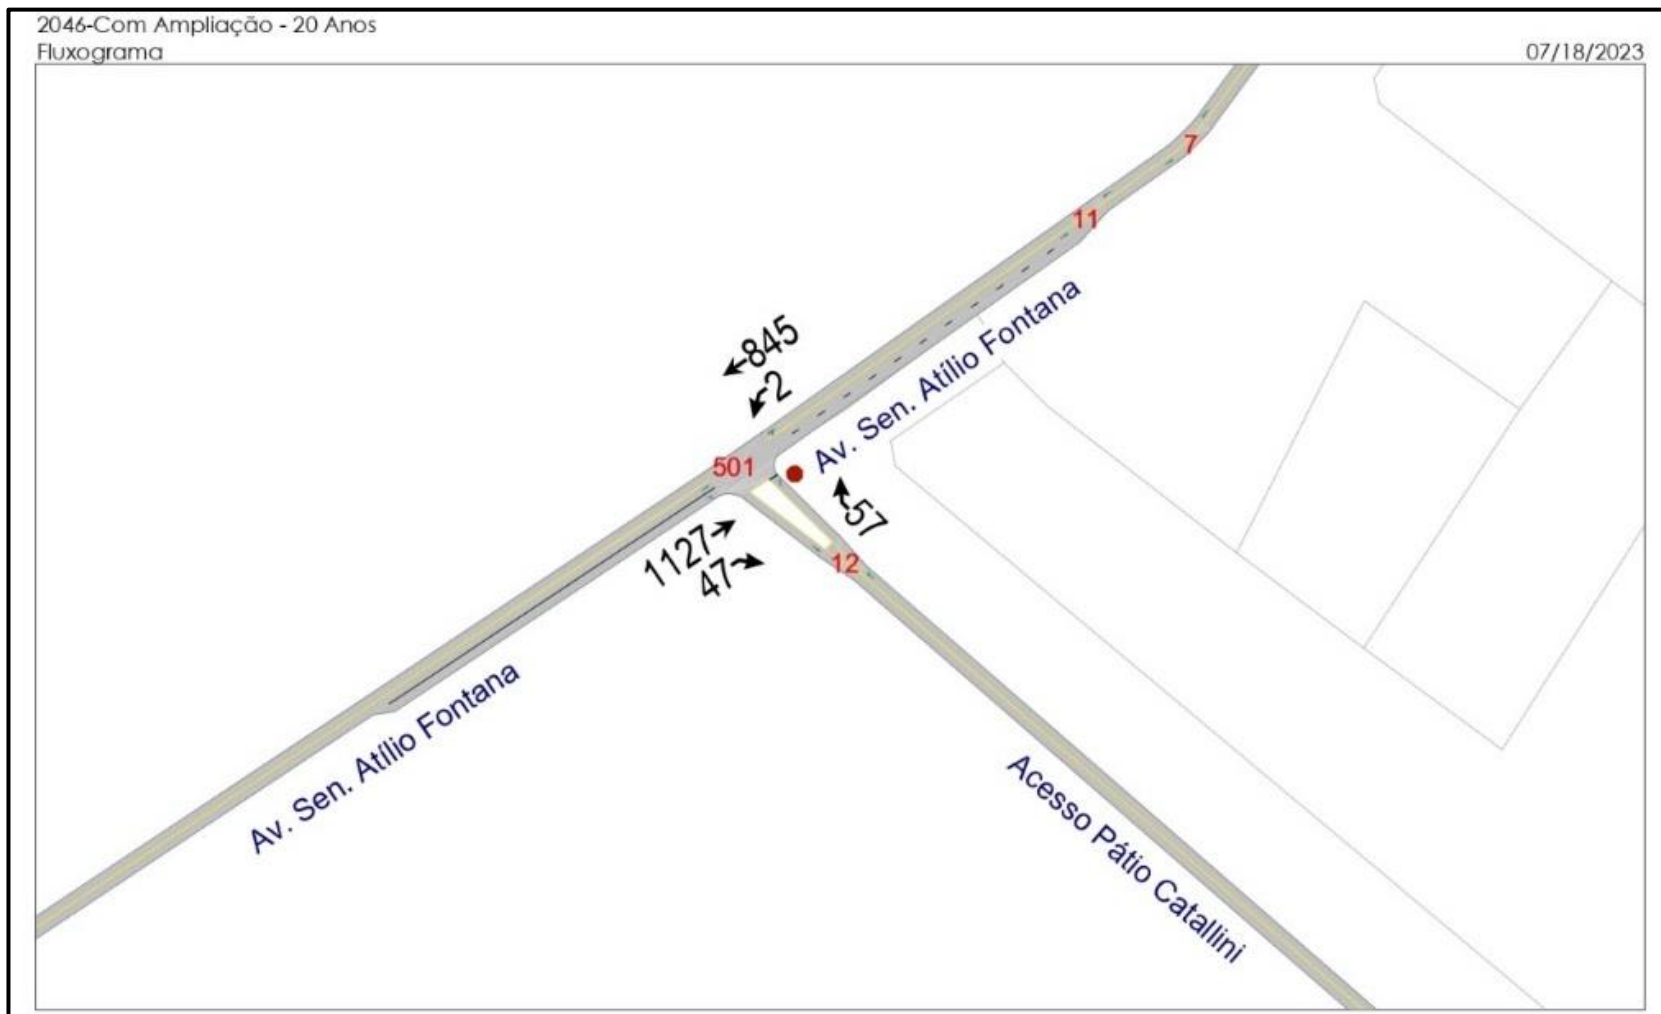 2046-Com Ampliação - 20 Anos
Fluxograma
07/18/2023
7
11
845
2
Av. Sen. Atílio Fontana
501
57
1127
47
12
Av. Sen. Atílio Fontana
Acesso Pátio Catallini